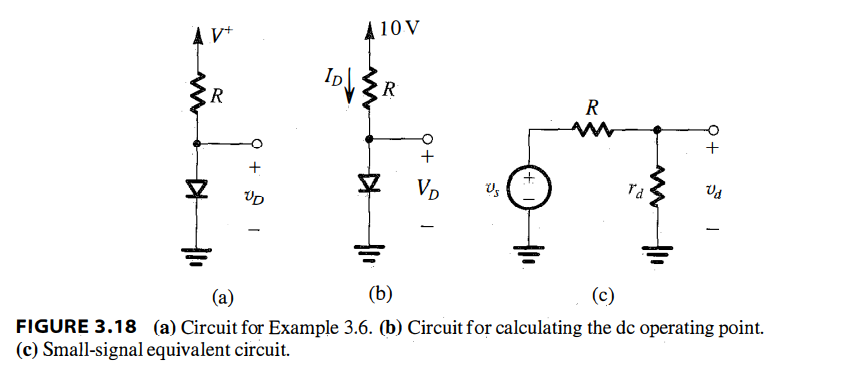 V+
R
+
vD
−
(a)
10 V
ID
R
+
VD
−
(b)
R
vs
+
−
rd
+
vd
−
(c)
FIGURE 3.18 (a) Circuit for Example 3.6. (b) Circuit for calculating the dc operating point.
(c) Small-signal equivalent circuit.